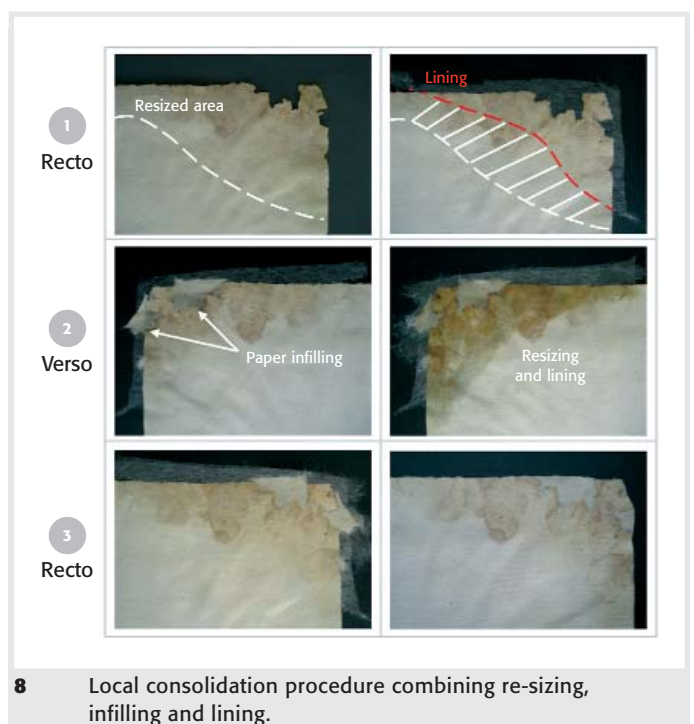 Resized area
Lining
1
Recto
2
Verso
Paper infilling
Resizing
and lining
3
Recto
8 Local consolidation procedure combining re-sizing,
infilling and lining.